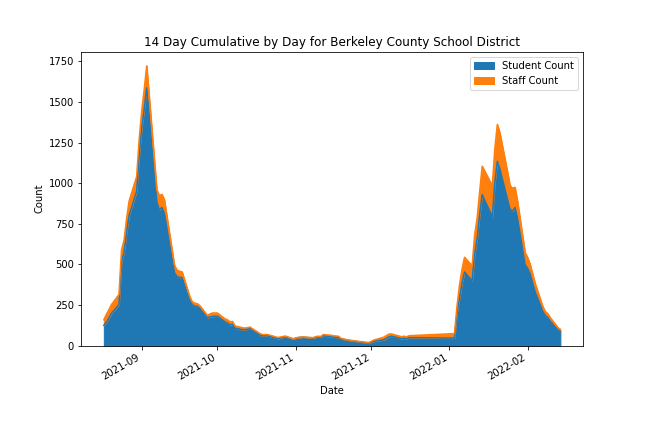 14 Day Cumulative by Day for Berkeley County School District
Student Count
Staff Count
1750
1500
1250
1000
750
500
250
0
Count
2021-09
2021-10
2021-11
2021-12
2022-01
2022-02
Date